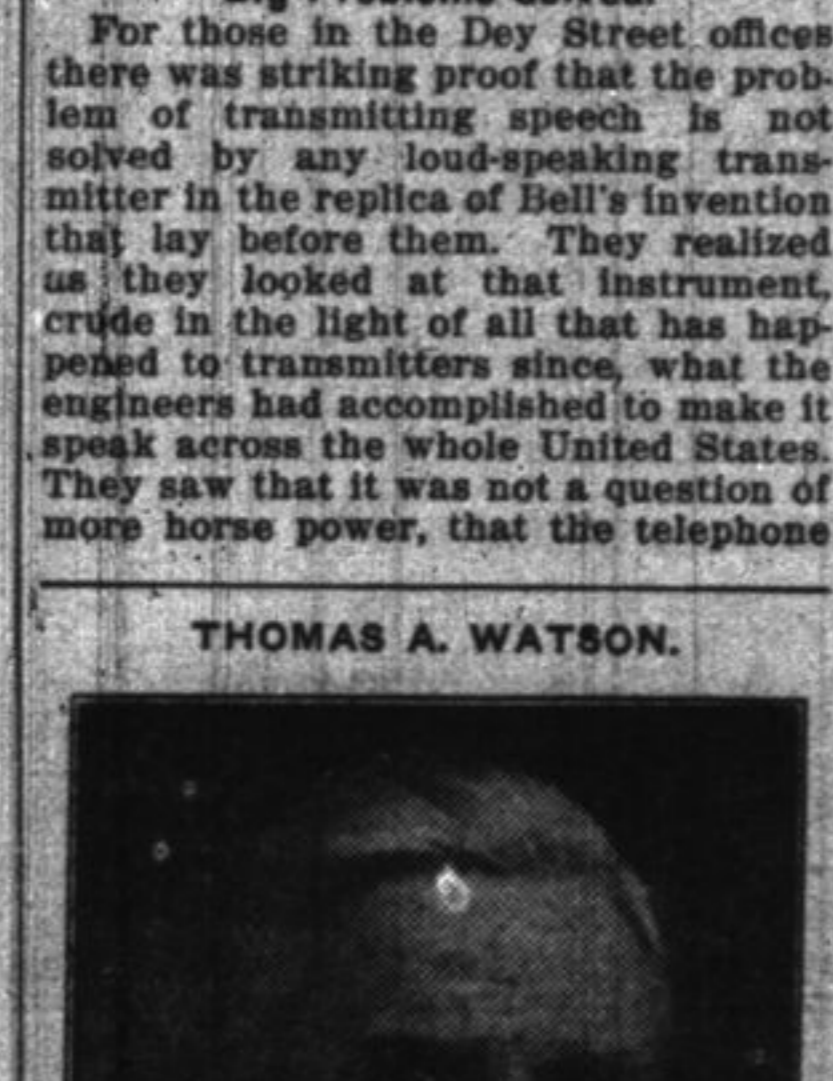 For those in the Dey Street offices
there was striking proof that the prob-
lem of transmitting speech is not
solved by any loud-speaking trans-
mitter in the replica of Bell's invention
that lay before them. They realized
as they looked at that instrument,
crude in the light of all that has hap-
pened to transmitters since, what the
engineers had accomplished to make it
speak across the whole United States.
They saw that it was not a question of
more horse power, that the telephone
THOMAS A. WATSON.